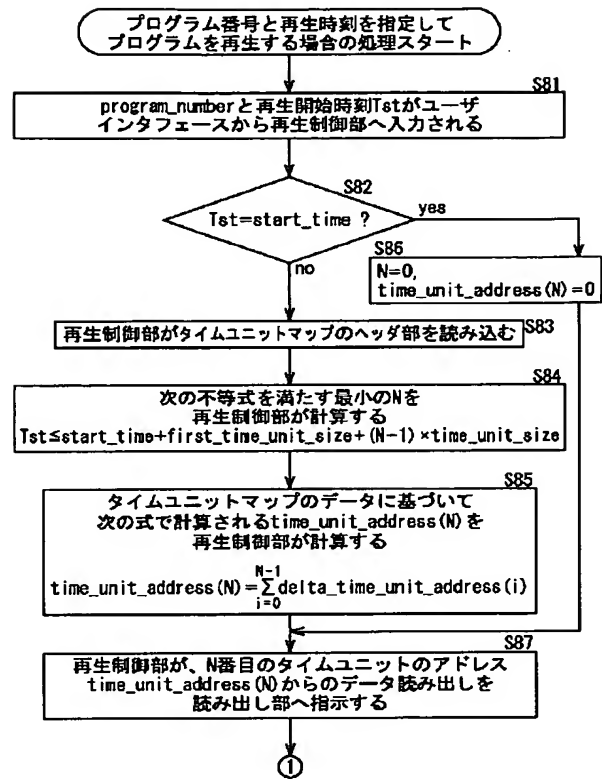 プログラム番号と再生時刻を指定して
プログラムを再生する場合の処理スタート
S81
program_numberと再生開始時刻Tstがユーザ
インタフェースから再生制御部へ入力される
S82
Tst=start_time ?
yes
no
S86
N=0,
time_unit_address(N)=0
再生制御部がタイムユニットマップのヘッダ部を読み込む
S83
S84
次の不等式を満たす最小のNを
再生制御部が計算する
Tst≤start_time+first_time_unit_size+(N-1)×time_unit_size
S85
タイムユニットマップのデータに基づいて
次の式で計算されるtime_unit_address(N)を
再生制御部が計算する
time_unit_address(N)=N-1Σi=0 delta_time_unit_address(i)
S87
再生制御部が、N番目のタイムユニットのアドレス
time_unit_address(N)からのデータ読み出しを
読み出し部へ指示する
①